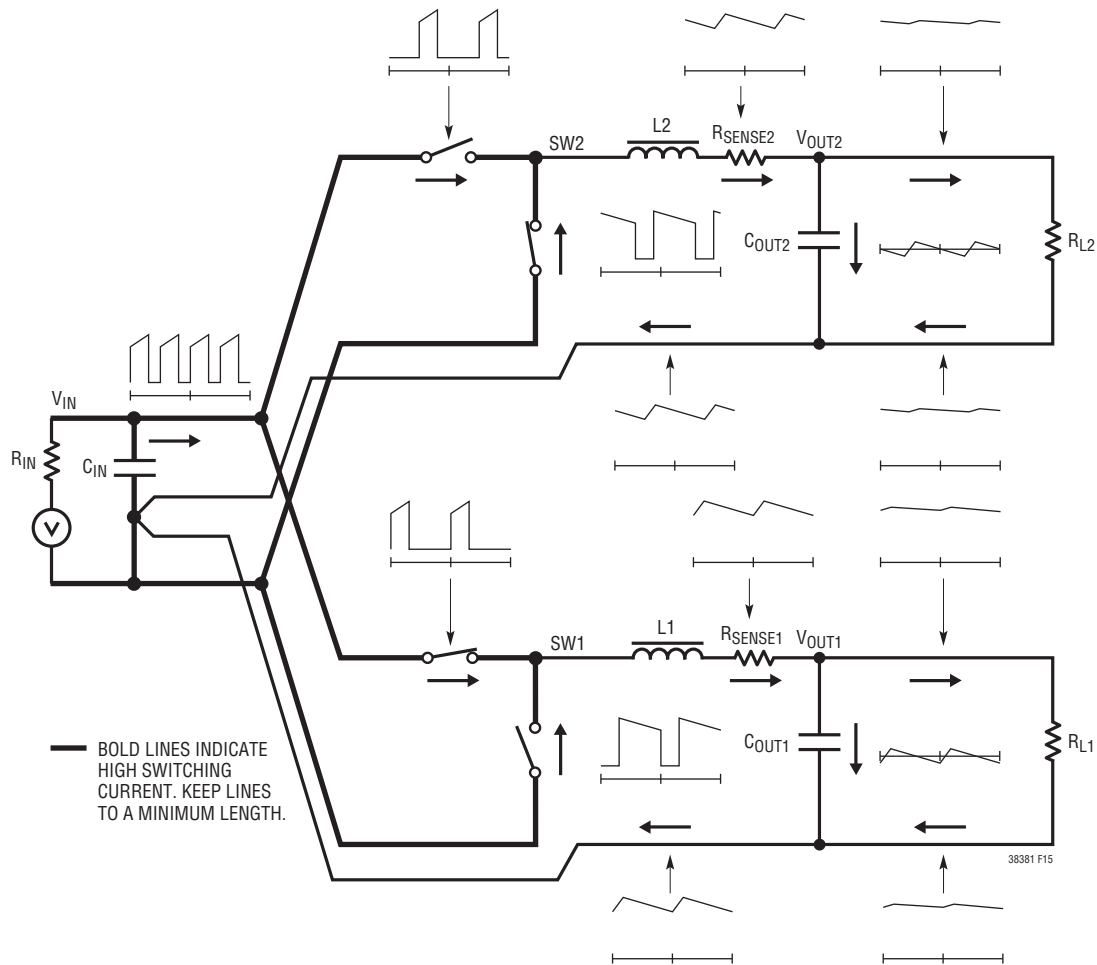 L2
RSENSE2
VOUT2
SW2
COUT2
RL2
VIN
RIN
CIN
V
L1
RSENSE1
VOUT1
SW1
COUT1
RL1
BOLD LINES INDICATE
HIGH SWITCHING
CURRENT. KEEP LINES
TO A MINIMUM LENGTH.
38381 F15